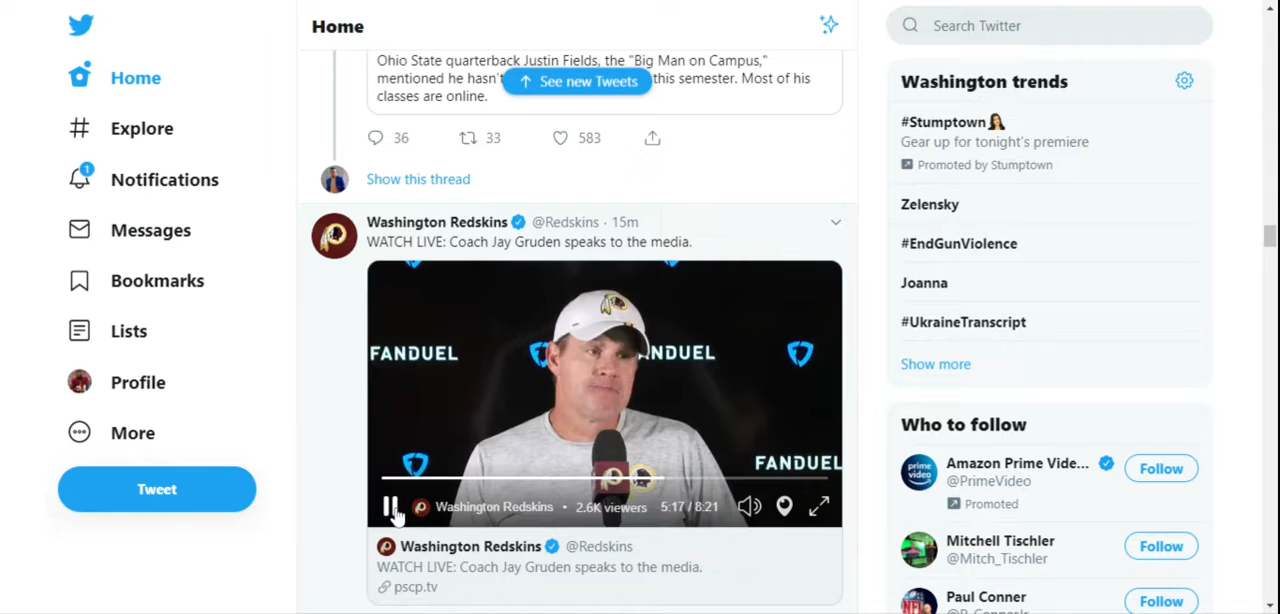 Home
Explore
Notifications
1
Messages
Bookmarks
Lists
Profile
More
Tweet
Home
Ohio State quarterback Justin Fields, the "Big Man on Campus,"
mentioned he hasn't
See new Tweets
this semester. Most of his
classes are online.
36
33
583
Show this thread
Washington Redskins @Redskins · 15m
WATCH LIVE: Coach Jay Gruden speaks to the media.
FANDUEL
ANDUEL
FANDUEL
Washington Redskins • 2.6K viewers 5:17 / 8:21
Washington Redskins @Redskins
WATCH LIVE: Coach Jay Gruden speaks to the media.
pscp.tv
Search Twitter
Washington trends
#Stumptown
Gear up for tonight's premiere
Promoted by Stumptown
Zelensky
#EndGunViolence
Joanna
#UkraineTranscript
Show more
Who to follow
prime video
Amazon Prime Vide...
@PrimeVideo
Follow
Promoted
Mitchell Tischler
@Mitch_Tischler
Follow
NFL
Paul Conner
Follow